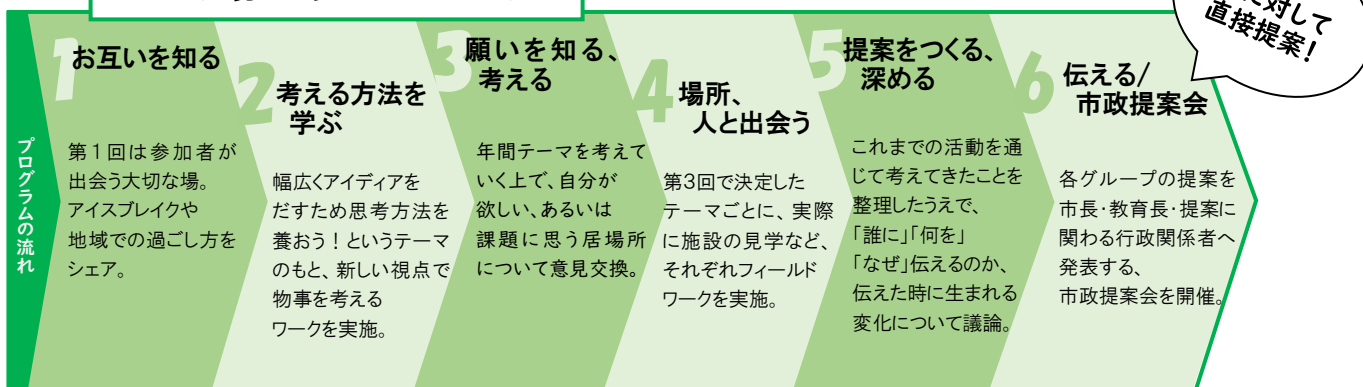 に対して
直接提案!
プログラムの流れ
1
お互いを知る
第1回は参加者が
出会う大切な場。
アイスブレイクや
地域での過ごし方を
シェア。
2
考える方法を
学ぶ
幅広くアイディアを
だすため思考方法を
養おう!というテーマ
のもと、新しい視点で
物事を考える
ワークを実施。
3
願いを知る、
考える
年間テーマを考えて
いく上で、自分が
欲しい、あるいは
課題に思う居場所
について意見交換。
4
場所、
人と出会う
第3回で決定した
テーマごとに、実際
に施設の見学など、
それぞれフィールド
ワークを実施。
5
提案をつくる、
深める
これまでの活動を通
じて考えてきたことを
整理したうえで、
「誰に」「何を」
「なぜ」伝えるのか、
伝えた時に生まれる
変化について議論。
6
伝える/
市政提案会
各グループの提案を
市長・教育長・提案に
関わる行政関係者へ
発表する、
市政提案会を開催。